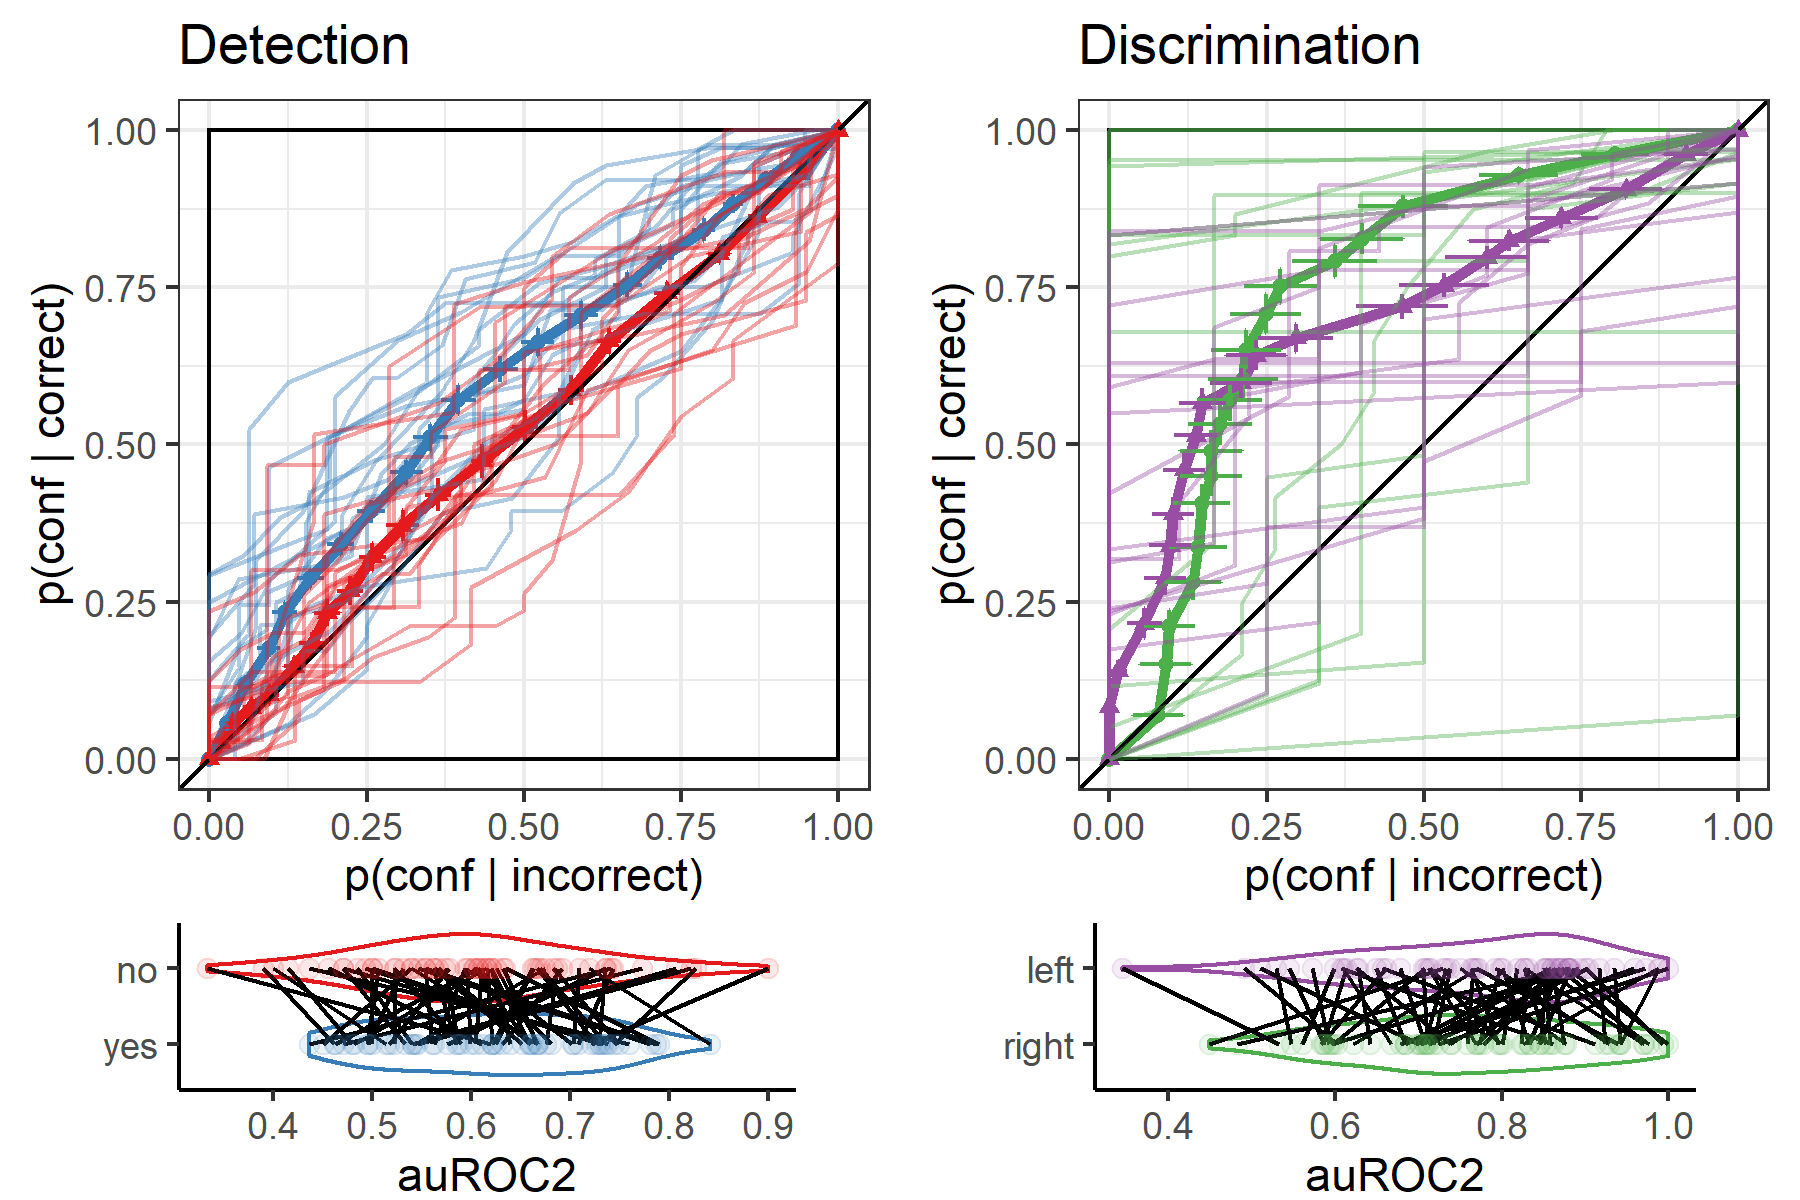 Detection
1.00
0.75
0.50
0.25
0.00
p(conf | correct)
0.00 0.25 0.50 0.75 1.00
p(conf | incorrect)
no
yes
0.4 0.5 0.6 0.7 0.8 0.9
auROC2
Discrimination
1.00
0.75
0.50
0.25
0.00
p(conf | correct)
0.00 0.25 0.50 0.75 1.00
p(conf | incorrect)
left
right
0.4 0.6 0.8 1.0
auROC2